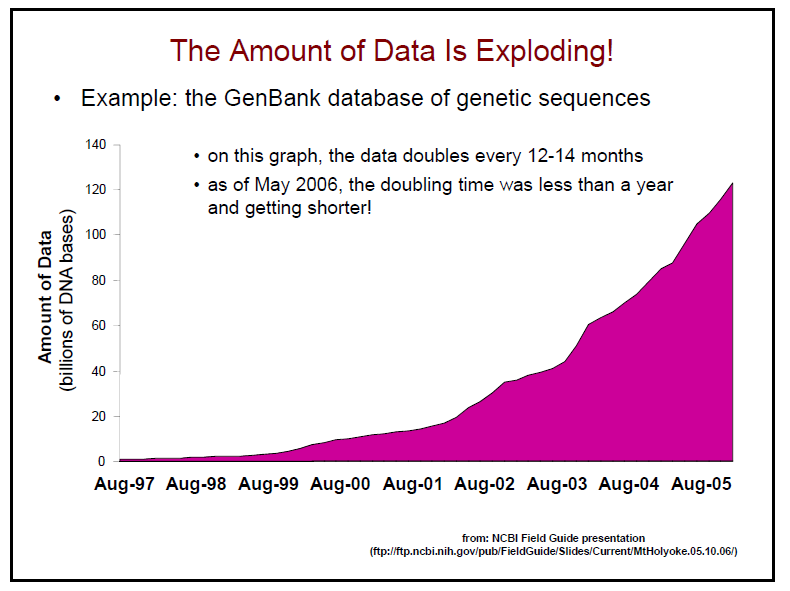 The Amount of Data Is Exploding!
• Example: the GenBank database of genetic sequences
• on this graph, the data doubles every 12-14 months
• as of May 2006, the doubling time was less than a year
and getting shorter!
140
120
100
80
60
40
20
0
Amount of Data
(billions of DNA bases)
Aug-97 Aug-98 Aug-99 Aug-00 Aug-01 Aug-02 Aug-03 Aug-04 Aug-05
from: NCBI Field Guide presentation
(ftp://ftp.ncbi.nih.gov/pub/FieldGuide/Slides/Current/MtHolyoke.05.10.06/)